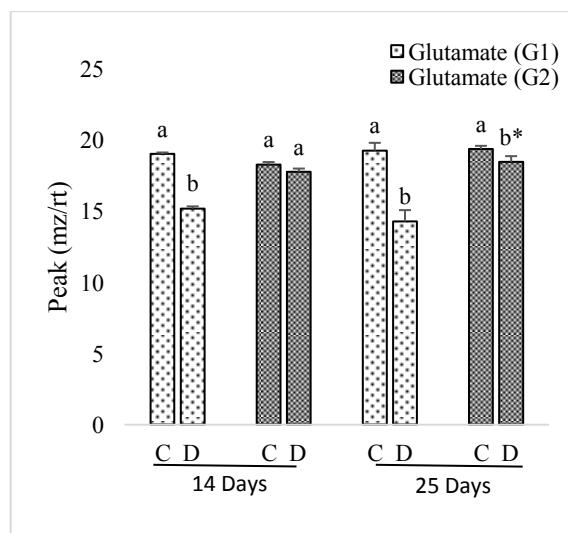 Glutamate (G1)
Glutamate (G2)
25
20
15
10
5
0
Peak (mz/rt)
a
b
a
a
a
b
a
b*
C D C D C D C D
14 Days 25 Days